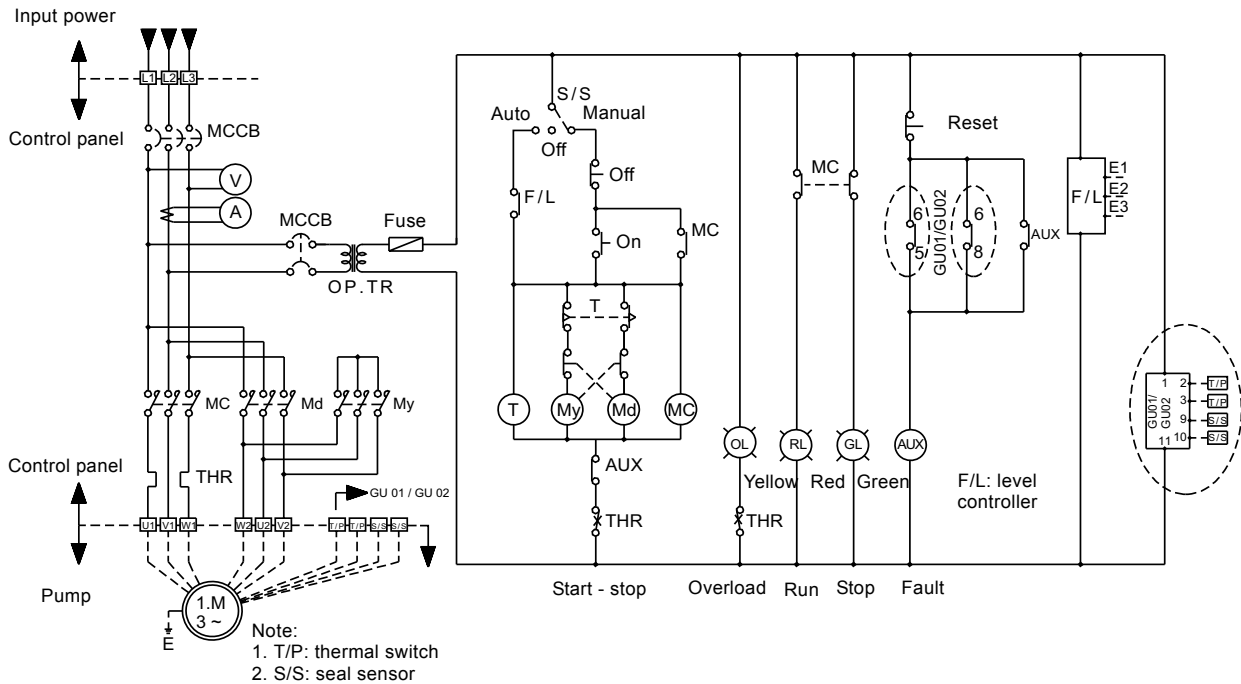 Input power
L1 L2 L3
Control panel
MCCB
V
A
MCCB
Fuse
OP.TR
S/S
Auto
Manual
Off
Off
F/L
On
MC
T
T
My
Md
MC
AUX
THR
Start - stop
OL
Yellow
THR
Overload
MC
RL
Red
Run
GL
Green
Stop
Reset
6
5
GU01/GU02
6
8
AUX
AUX
Fault
F/L
E1
E2
E3
F/L: level
controller
GU01/
GU02
1
2
3
9
10
11
T/P
T/P
S/S
S/S
MC
Md
My
Control panel
THR
GU 01 / GU 02
U1 V1 W1 W2 U2 V2 T/P T/P S/S S/S
Pump
1.M
3 ~
E
Note:
1. T/P: thermal switch
2. S/S: seal sensor